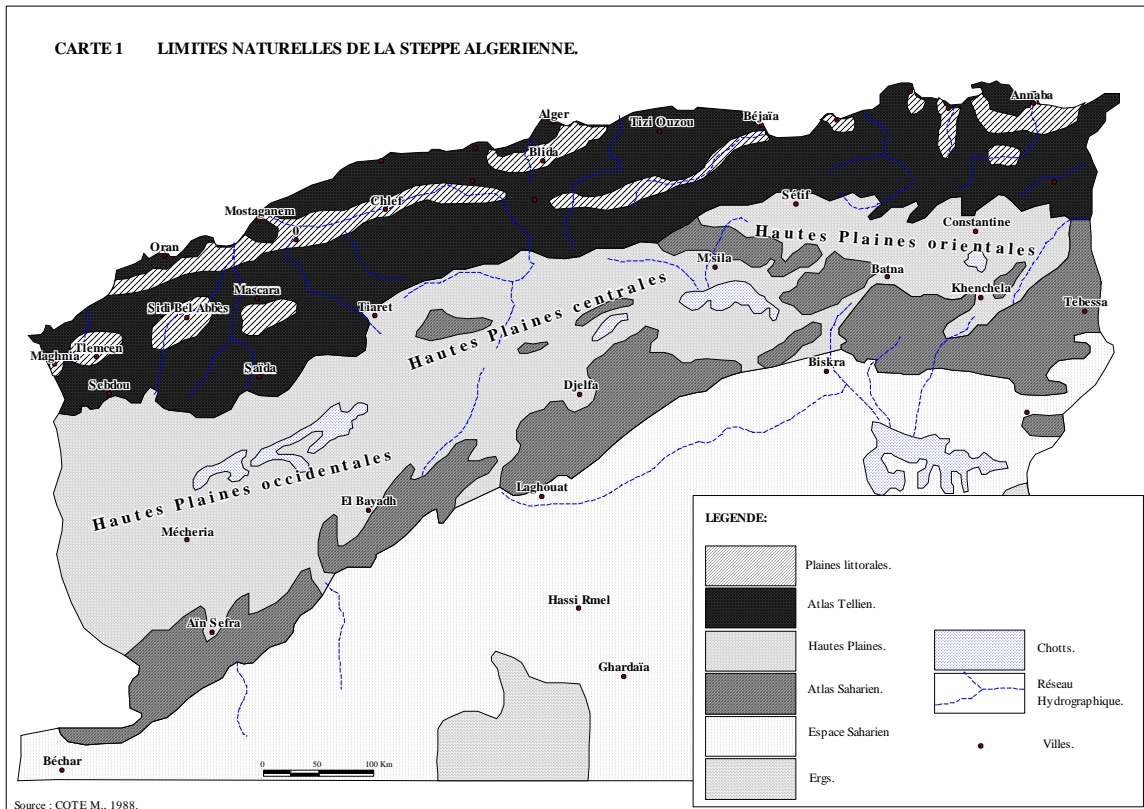 CARTE 1 LIMITES NATURELLES DE LA STEPPE ALGERIENNE.
Annaba
Alger
Tizi Ouzou
Béjaïa
Blida
Sétif
Chlef
Mostaganem
Constantine
0
Hautes Plaines orientales
Oran
M'sila
Batna
Mascara
Khenchela
Sidi Bel Abbès
Tiaret
Hautes Plaines centrales
Tebessa
Tlemcen
Maghnia
Saïda
Biskra
Sebdou
Djelfa
Hautes Plaines occidentales
Laghouat
El Bayadh
Mécheria
Hassi Rmel
Aïn Sefra
Ghardaïa
Béchar
0 50 100 Km
LEGENDE:
Plaines littorales.
Atlas Tellien.
Hautes Plaines.
Atlas Saharien.
Espace Saharien
Ergs.
Chotts.
Réseau
Hydrographique.
Villes.
Source : COTE M., 1988.